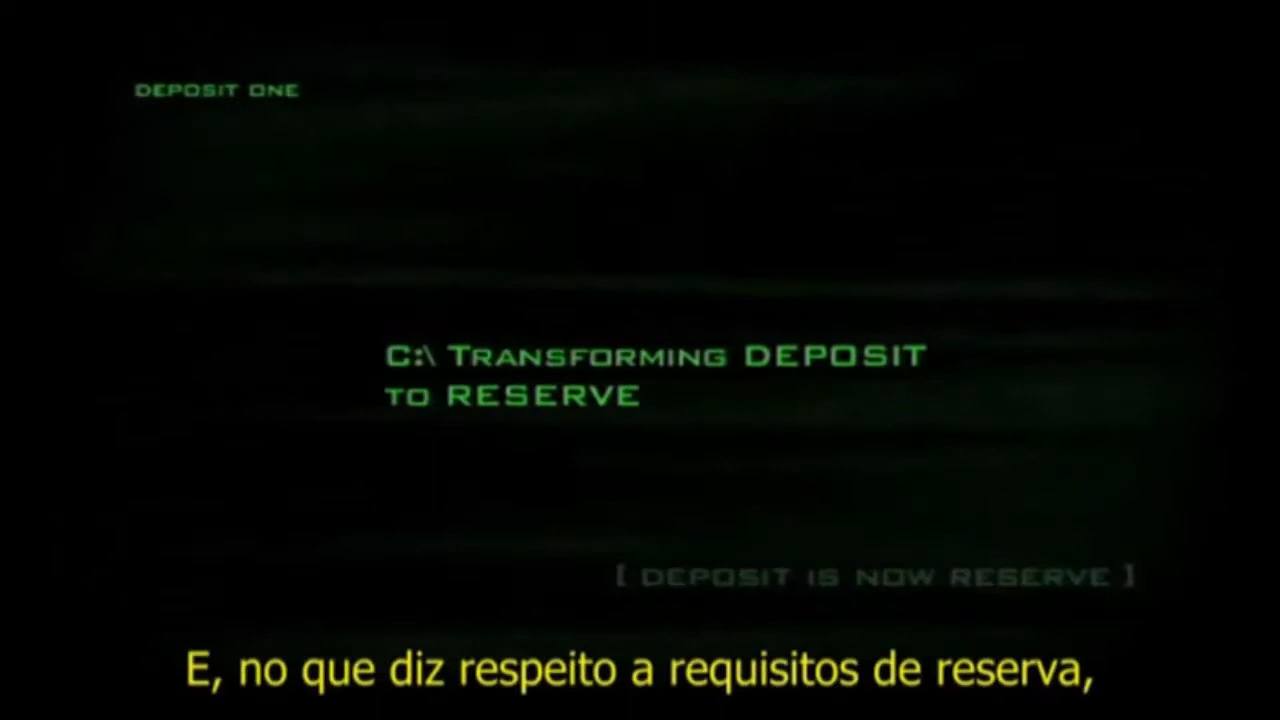 DEPOSIT ONE
C:\ TRANSFORMING DEPOSIT
TO RESERVE
[ DEPOSIT IS NOW RESERVE ]
E, no que diz respeito a requisitos de reserva,